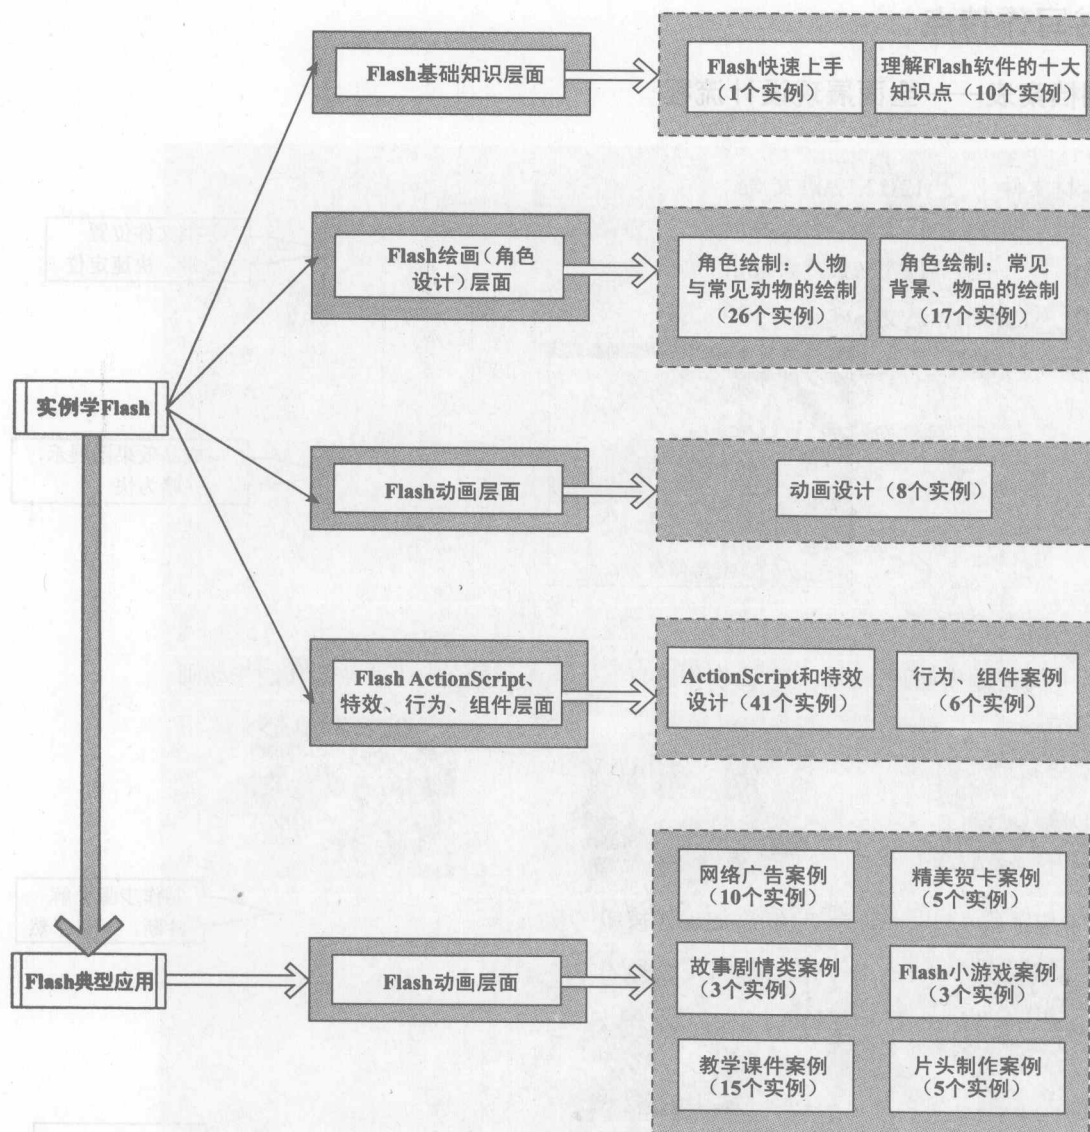 Flash基础知识层面
Flash快速上手
(1个实例)
理解Flash软件的十大
知识点(10个实例)
Flash绘画(角色
设计)层面
角色绘制：人物
与常见动物的绘制
(26个实例)
角色绘制：常见
背景、物品的绘制
(17个实例)
实例学Flash
Flash动画层面
动画设计(8个实例)
Flash ActionScript、
特效、行为、组件层面
ActionScript和特效
设计(41个实例)
行为、组件案例
(6个实例)
Flash典型应用
Flash动画层面
网络广告案例
(10个实例)
精美贺卡案例
(5个实例)
故事剧情类案例
(3个实例)
Flash小游戏案例
(3个实例)
教学课件案例
(15个实例)
片头制作案例
(5个实例)